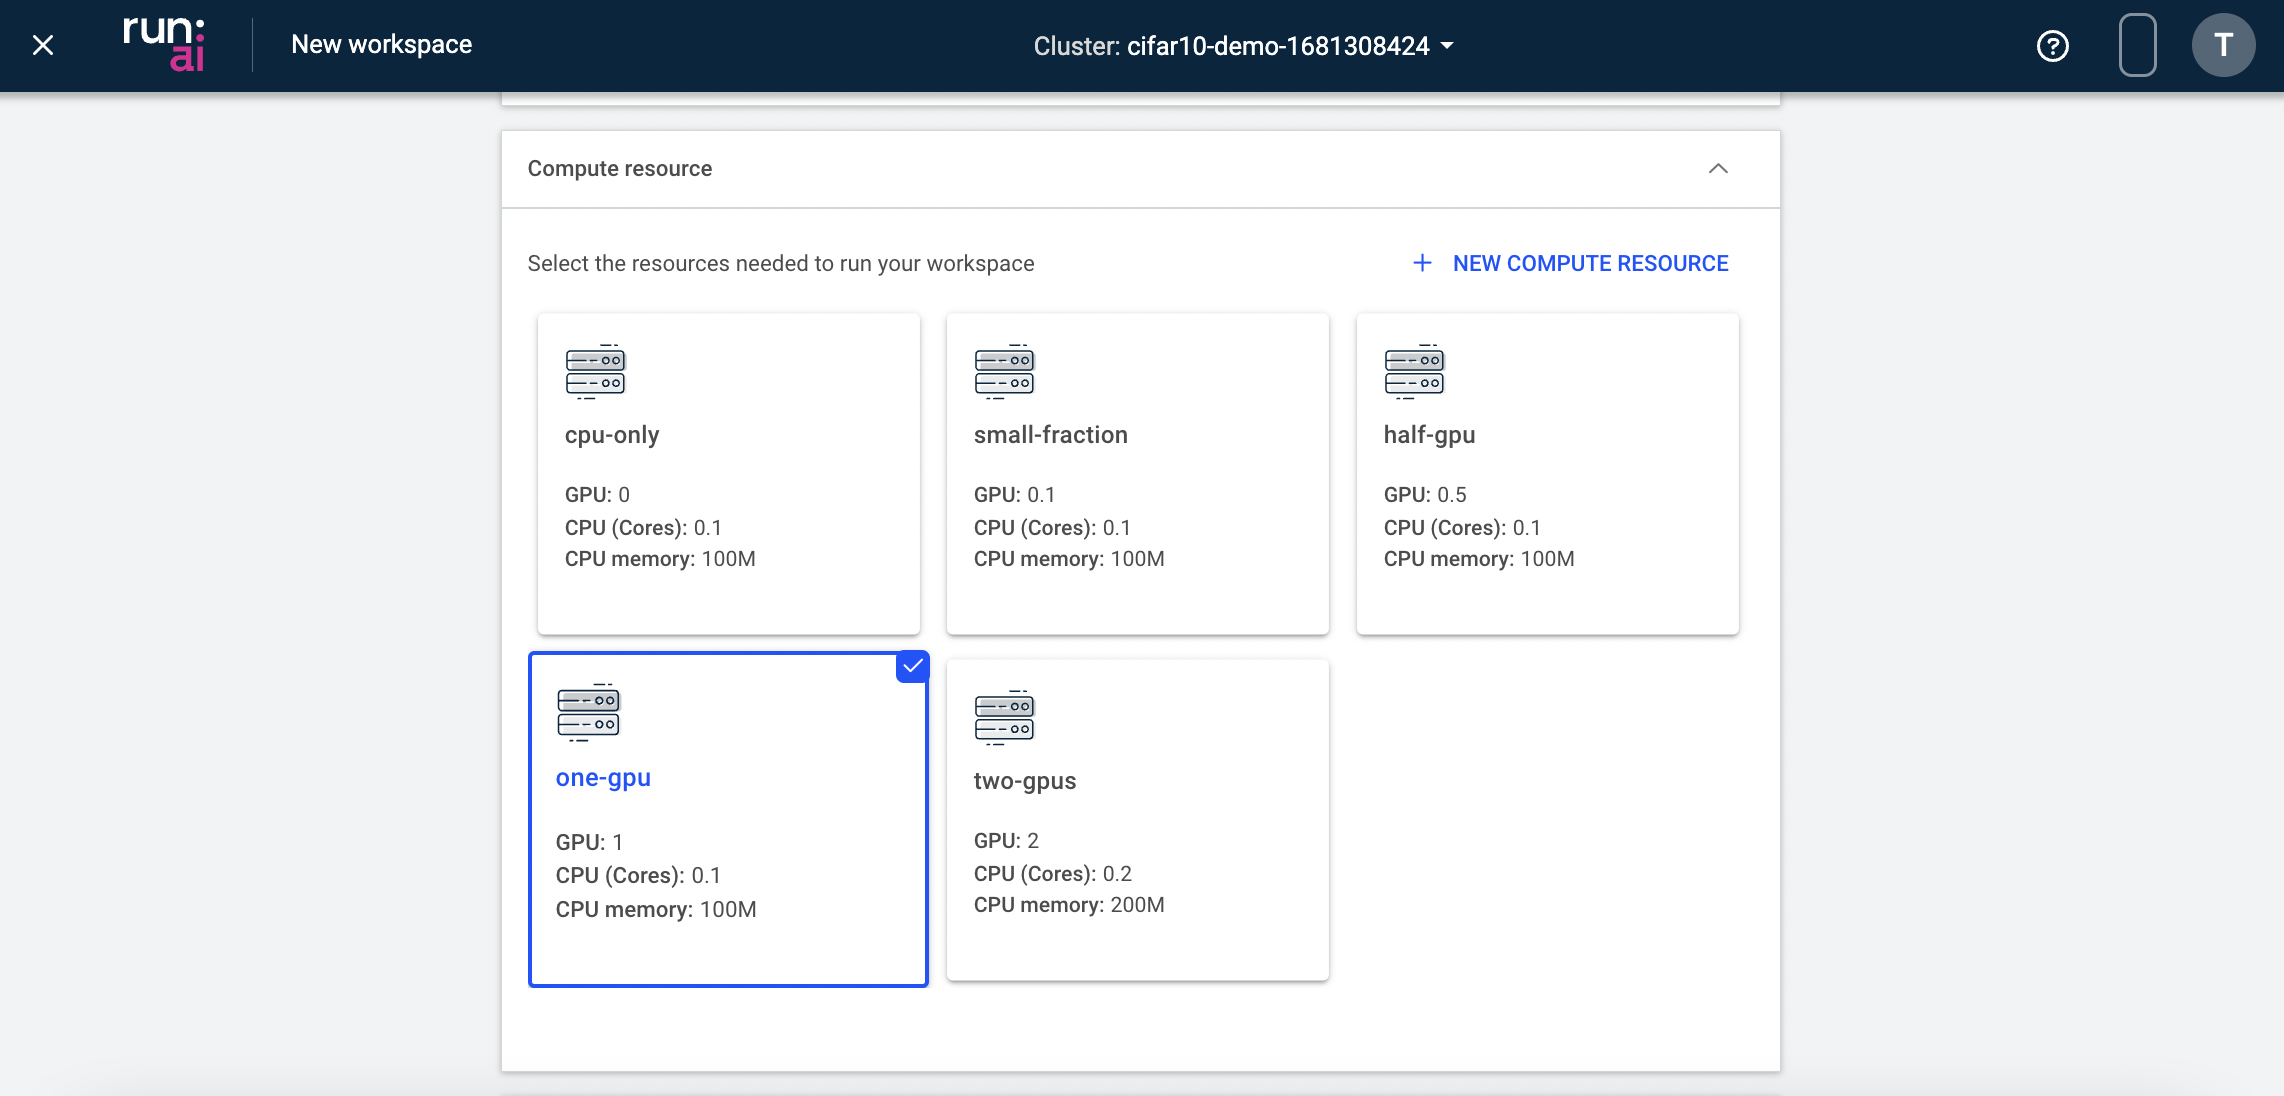 run:
ai
New workspace
Cluster: cifar10-demo-1681308424
?
T
Compute resource
Select the resources needed to run your workspace
+ NEW COMPUTE RESOURCE
cpu-only
GPU: 0
CPU (Cores): 0.1
CPU memory: 100M
small-fraction
GPU: 0.1
CPU (Cores): 0.1
CPU memory: 100M
half-gpu
GPU: 0.5
CPU (Cores): 0.1
CPU memory: 100M
one-gpu
GPU: 1
CPU (Cores): 0.1
CPU memory: 100M
two-gpus
GPU: 2
CPU (Cores): 0.2
CPU memory: 200M